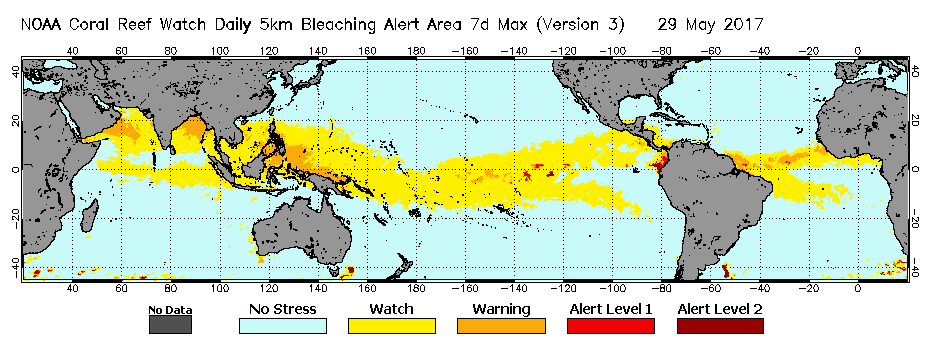 NOAA Coral Reef Watch Daily 5km Bleaching Alert Area 7d Max (Version 3) 29 May 2017
40 60 80 100 120 140 160 180 −160 −140 −120 −100 −80 −60 −40 −20 0
40 40
20 20
0 0
−20 −20
−40 −40
40 60 80 100 120 140 160 180 −160 −140 −120 −100 −80 −60 −40 −20 0
No Data No Stress Watch Warning Alert Level 1 Alert Level 2